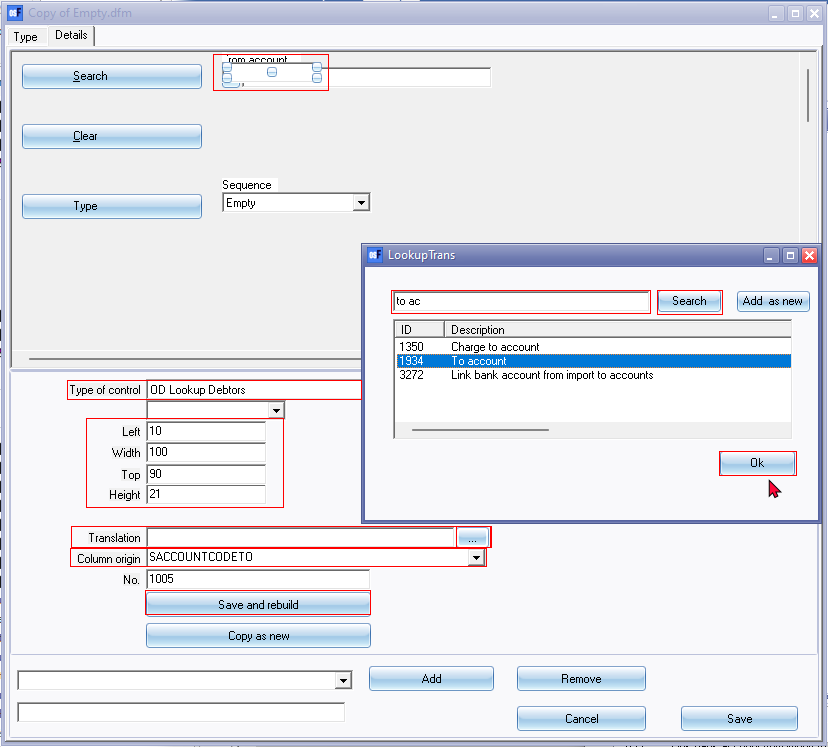 Copy of Empty.dfm
Type Details
from account
Search
Clear
Sequence
Type Empty
LookupTrans
to ac Search Add as new
ID Description
1350 Charge to account
1934 To account
3272 Link bank account from import to accounts
Ok
Type of control OD Lookup Debtors
Left 10
Width 100
Top 90
Height 21
Translation ...
Column origin SACCOUNTCODETO
No. 1005
Save and rebuild
Copy as new
Add Remove
Cancel Save